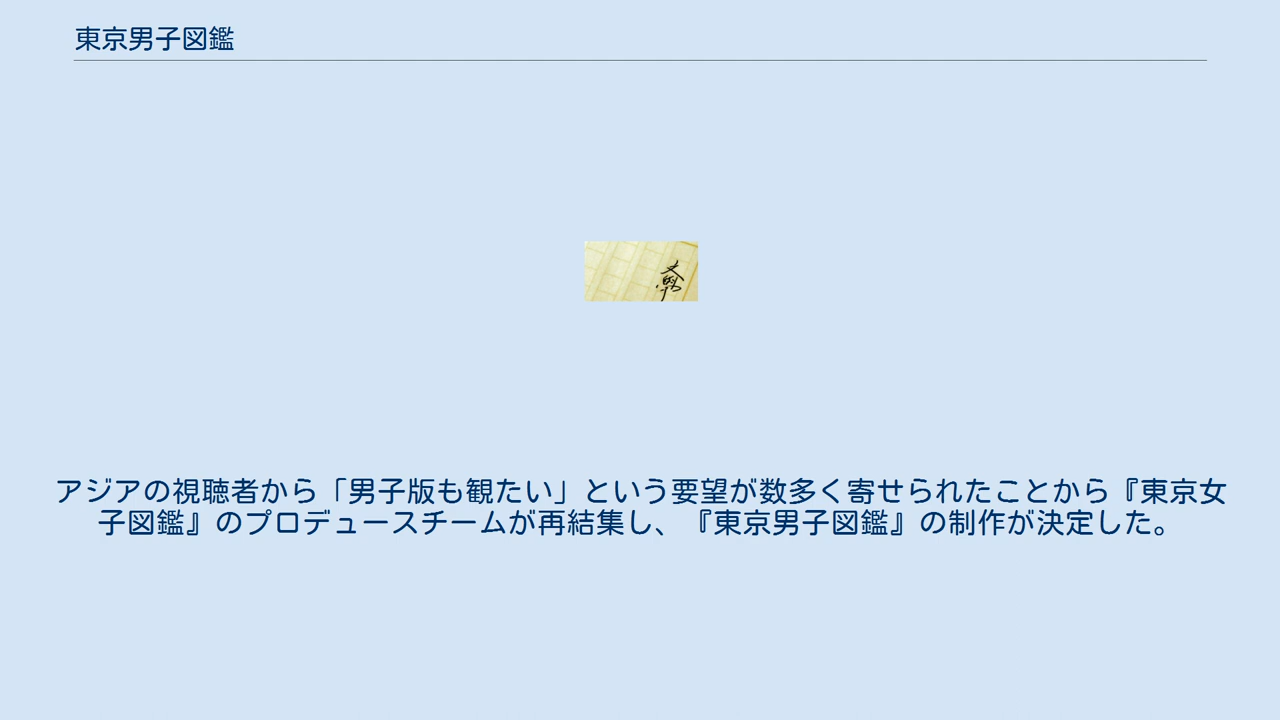 東京男子図鑑
アジアの視聴者から「男子版も観たい」という要望が数多く寄せられたことから『東京女
子図鑑』のプロデュースチームが再結集し、『東京男子図鑑』の制作が決定した。